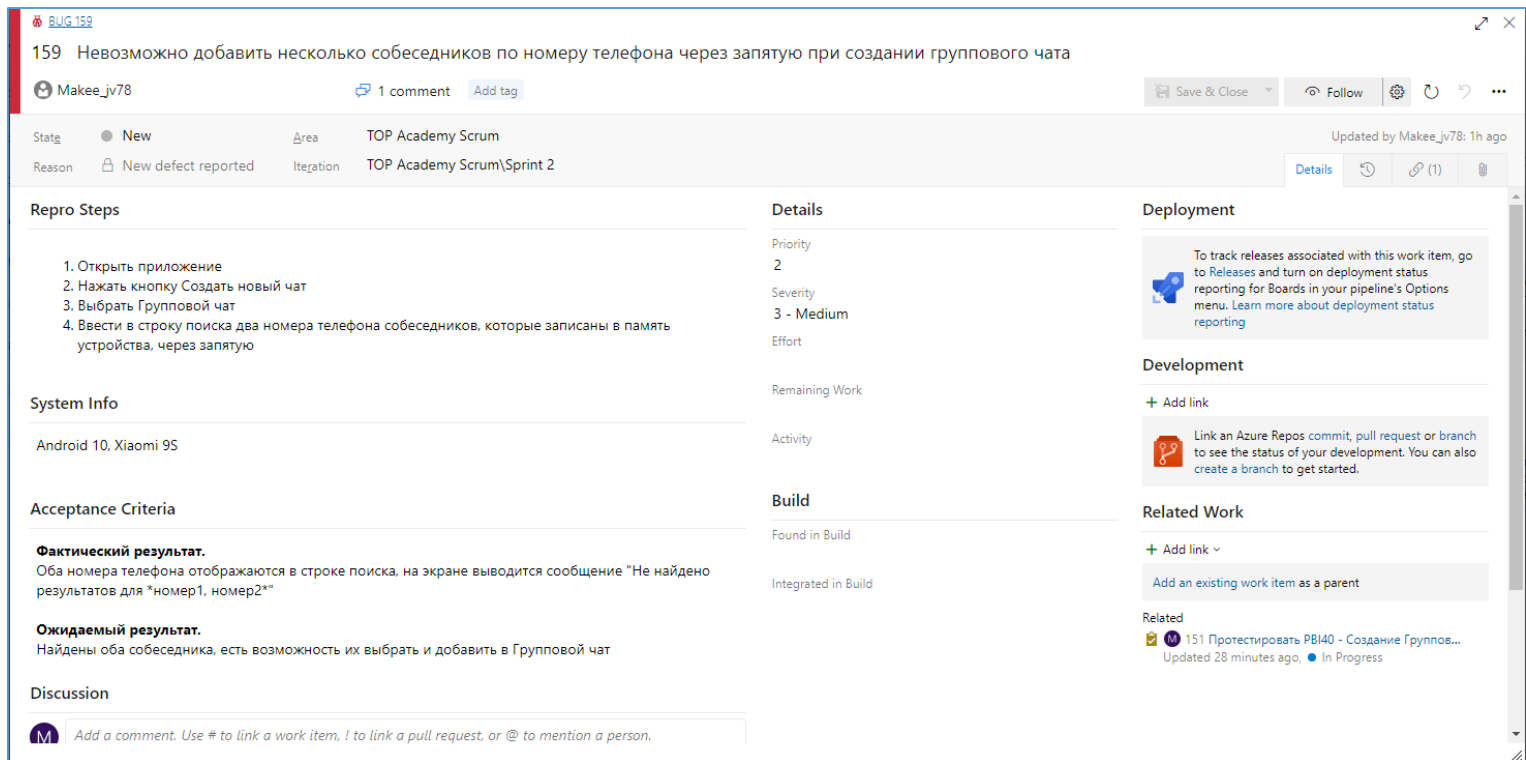 BUG 159
159 Невозможно добавить несколько собеседников по номеру телефона через запятую при создании группового чата
Makee_jv78
1 comment
Add tag
Save & Close
Follow
State
New
Area
TOP Academy Scrum
Updated by Makee_jv78: 1h ago
Reason
New defect reported
Iteration
TOP Academy Scrum\Sprint 2
Details
(1)
Repro Steps
1. Открыть приложение
2. Нажать кнопку Создать новый чат
3. Выбрать Групповой чат
4. Ввести в строку поиска два номера телефона собеседников, которые записаны в память
устройства, через запятую
System Info
Android 10, Xiaomi 9S
Acceptance Criteria
Фактический результат.
Оба номера телефона отображаются в строке поиска, на экране выводится сообщение "Не найдено
результатов для *номер1, номер2*"
Ожидаемый результат.
Найдены оба собеседника, есть возможность их выбрать и добавить в Групповой чат
Discussion
M
Add a comment. Use # to link a work item, ! to link a pull request, or @ to mention a person.
Details
Priority
2
Severity
3 - Medium
Effort
Remaining Work
Activity
Build
Found in Build
Integrated in Build
Deployment
To track releases associated with this work item, go
to Releases and turn on deployment status
reporting for Boards in your pipeline's Options
menu. Learn more about deployment status
reporting
Development
+ Add link
Link an Azure Repos commit, pull request or branch
to see the status of your development. You can also
create a branch to get started.
Related Work
+ Add link
Add an existing work item as a parent
Related
M 151 Протестировать PBI40 - Создание Группов...
Updated 28 minutes ago, ● In Progress